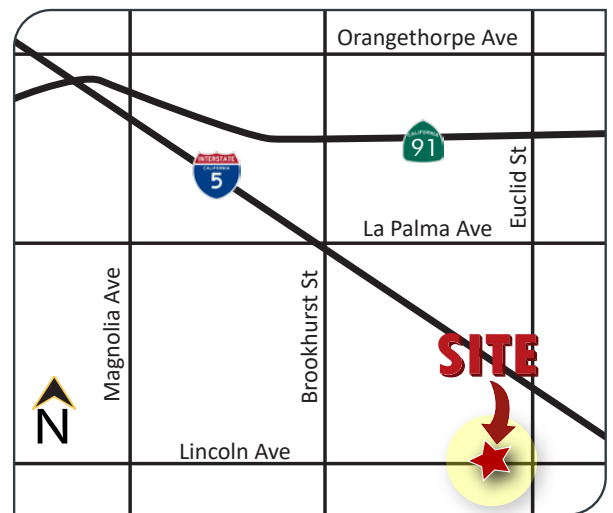 Orangethorpe Ave
CALIFORNIA
91
INTERSTATE
CALIFORNIA
5
Euclid St
La Palma Ave
Magnolia Ave
Brookhurst St
SITE
N
Lincoln Ave